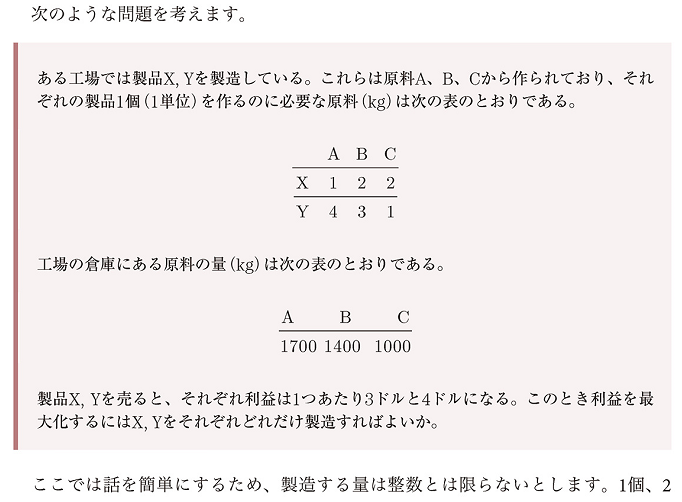 次のような問題を考えます。
ある工場では製品X, Yを製造している。これらは原料A、B、Cから作られており、それ
ぞれの製品1個(1単位)を作るのに必要な原料(kg)は次の表のとおりである。
A B C
X 1 2 2
Y 4 3 1
工場の倉庫にある原料の量(kg)は次の表のとおりである。
A B C
1700 1400 1000
製品X, Yを売ると、それぞれ利益は1つあたり3ドルと4ドルになる。このとき利益を最
大化するにはX, Yをそれぞれどれだけ製造すればよいか。
ここでは話を簡単にするため、製造する量は整数とは限らないとします。1個、2